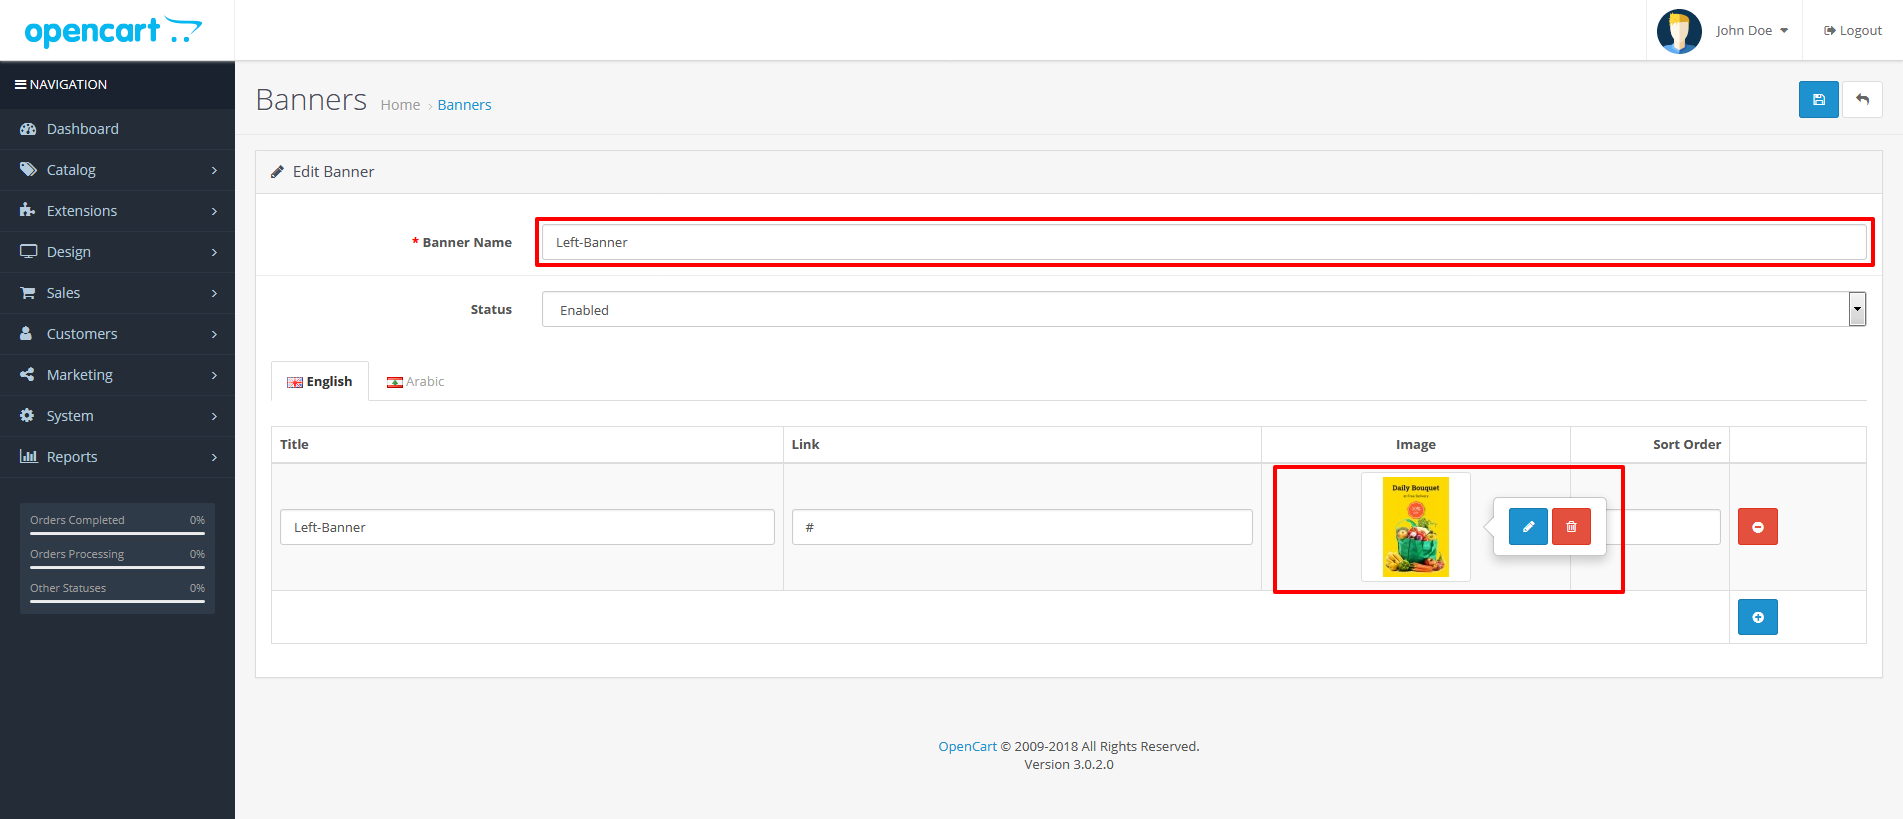 opencart
John Doe
Logout
NAVIGATION
Banners Home › Banners
Dashboard
Catalog
Extensions
Design
Sales
Customers
Marketing
System
Reports
Orders Completed 0%
Orders Processing 0%
Other Statuses 0%
Edit Banner
* Banner Name Left-Banner
Status Enabled
English Arabic
Title Link Image Sort Order
Daily Bouquet
Left-Banner #
OpenCart © 2009-2018 All Rights Reserved.
Version 3.0.2.0